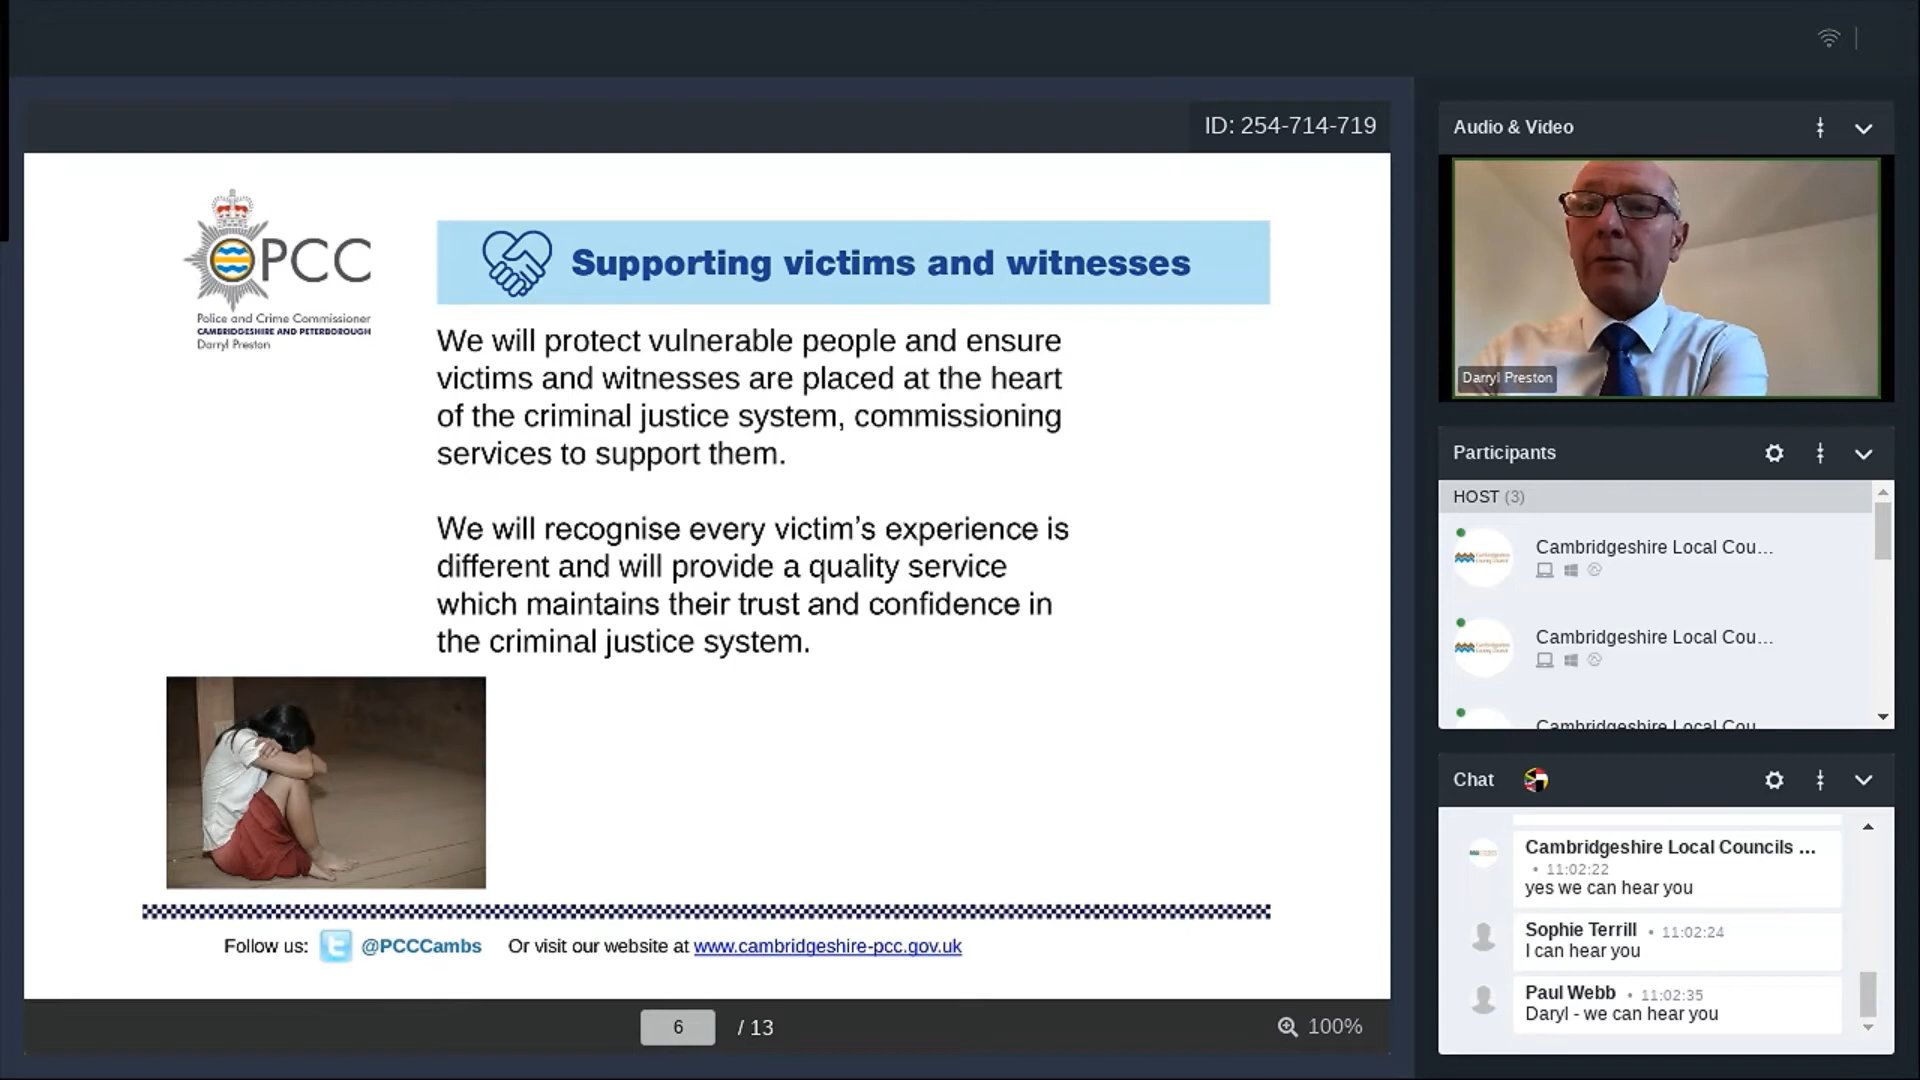 ID: 254-714-719
PCC
Police and Crime Commissioner
CAMBRIDGESHIRE AND PETERBOROUGH
Darryl Preston
Supporting victims and witnesses
We will protect vulnerable people and ensure
victims and witnesses are placed at the heart
of the criminal justice system, commissioning
services to support them.
We will recognise every victim’s experience is
different and will provide a quality service
which maintains their trust and confidence in
the criminal justice system.
Follow us: @PCCCambs Or visit our website at www.cambridgeshire-pcc.gov.uk
6 / 13
100%
Audio & Video
Darryl Preston
Participants
HOST (3)
Cambridgeshire Local Cou...
Cambridgeshire Local Cou...
Cambridgeshire Local Cou
Chat
Cambridgeshire Local Councils ...
• 11:02:22
yes we can hear you
Sophie Terrill • 11:02:24
I can hear you
Paul Webb • 11:02:35
Daryl - we can hear you